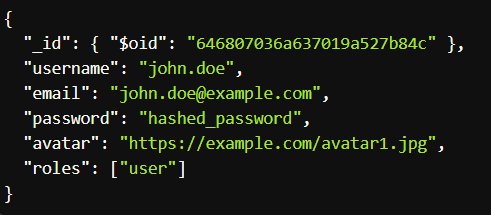 {
"_id": { "$oid": "646807036a637019a527b84c" },
"username": "john.doe",
"email": "john.doe@example.com",
"password": "hashed_password",
"avatar": "https://example.com/avatar1.jpg",
"roles": ["user"]
}